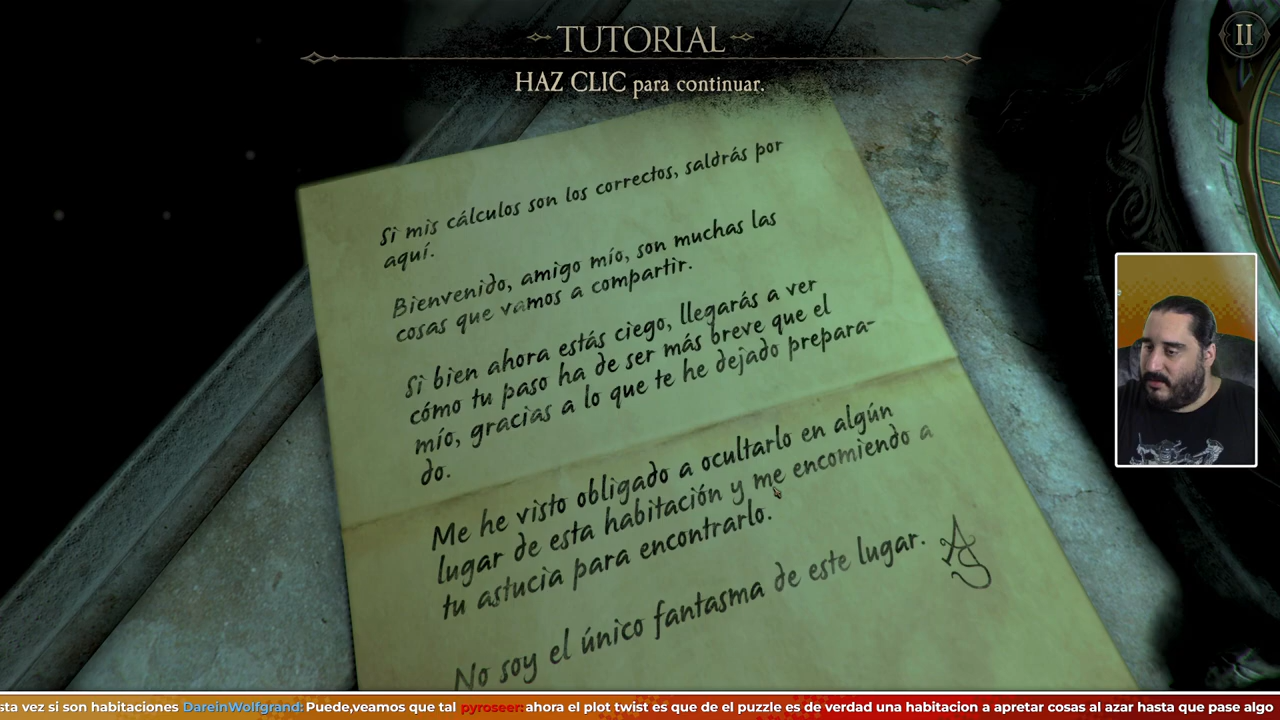 TUTORIAL
HAZ CLIC para continuar.
II
Si mis cálculos son los correctos, saldrás por
aquí.
Bienvenido, amigo mío, son muchas las
cosas que vamos a compartir.
Si bien ahora estás ciego, llegarás a ver
cómo tu paso ha de ser más breve que el
mío, gracias a lo que te he dejado prepara-
do.
Me he visto obligado a ocultarlo en algún
lugar de esta habitación y me encomiendo a
tu astucia para encontrarlo.
No soy el único fantasma de este lugar.
AS
sta vez si son habitaciones DareinWolfgrand: Puede,veamos que tal pyroseer: ahora el plot twist es que de el puzzle es de verdad una habitacion a apretar cosas al azar hasta que pase algo